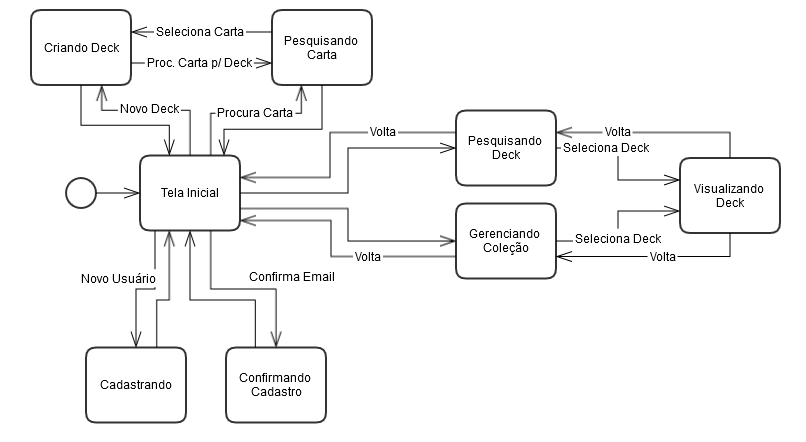 Criando Deck
Seleciona Carta
Proc. Carta p/ Deck
Pesquisando
Carta
Novo Deck
Procura Carta
Tela Inicial
Volta
Pesquisando
Deck
Volta
Seleciona Deck
Visualizando
Deck
Gerenciando
Coleção
Seleciona Deck
Volta
Volta
Novo Usuário
Confirma Email
Cadastrando
Confirmando
Cadastro